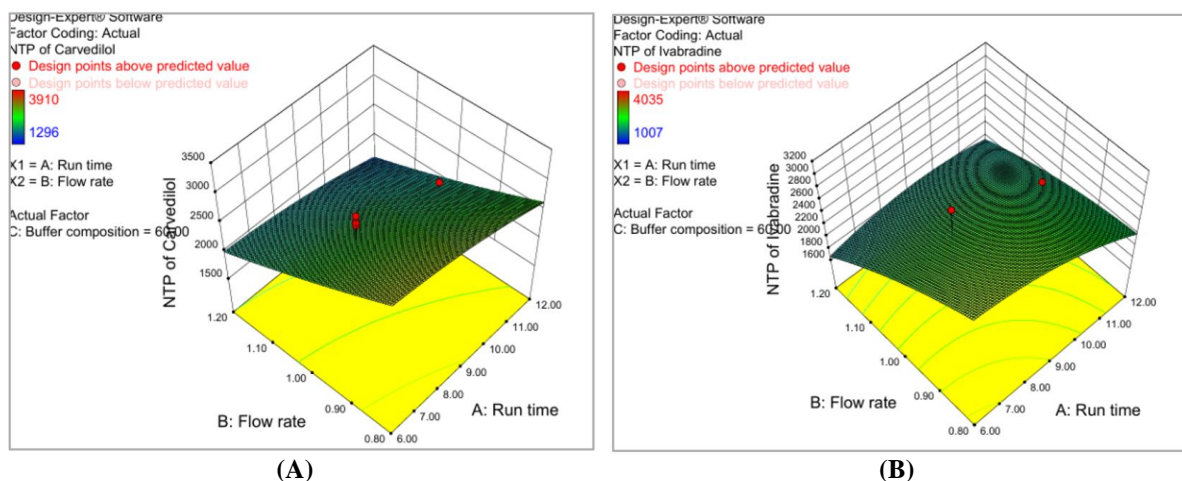 Design-Expert® Software
Factor Coding: Actual
NTP of Carvedilol
Design points above predicted value
Design points below predicted value
3910
1296
X1 = A: Run time
X2 = B: Flow rate
Actual Factor
C: Buffer composition = 60.00
3500
3000
2500
2000
1500
NTP of Carvedilol
1.20
1.10
1.00
0.90
0.80
B: Flow rate
6.00
7.00
8.00
9.00
10.00
11.00
12.00
A: Run time
(A)
Design-Expert® Software
Factor Coding: Actual
NTP of Ivabradine
Design points above predicted value
Design points below predicted value
4035
1007
X1 = A: Run time
X2 = B: Flow rate
Actual Factor
C: Buffer composition = 60.00
3200
3000
2800
2600
2400
2200
2000
1800
1600
NTP of Ivabradine
1.20
1.10
1.00
0.90
0.80
B: Flow rate
6.00
7.00
8.00
9.00
10.00
11.00
12.00
A: Run time
(B)